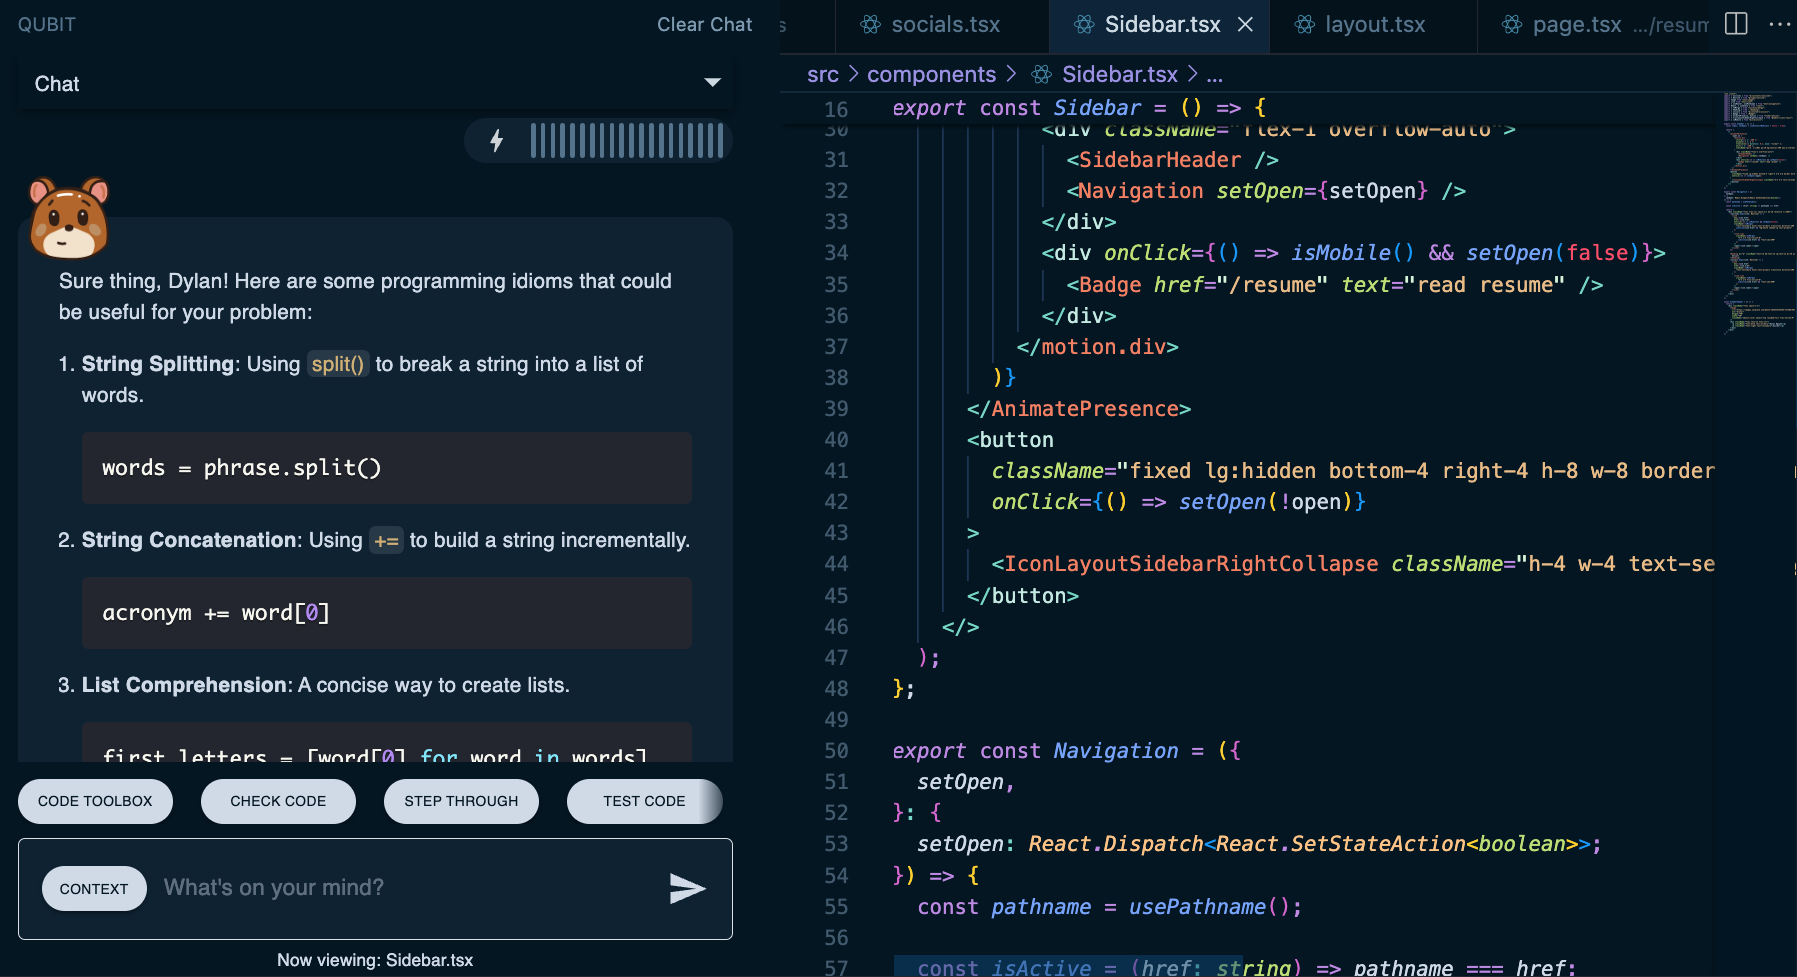 QUBIT
Clear Chat
Chat
Sure thing, Dylan! Here are some programming idioms that could
be useful for your problem:
1. String Splitting: Using split() to break a string into a list of
words.
words = phrase.split()
2. String Concatenation: Using += to build a string incrementally.
acronym += word[0]
3. List Comprehension: A concise way to create lists.
first_letters = [word[0] for word in words]
CODE TOOLBOX
CHECK CODE
STEP THROUGH
TEST CODE
CONTEXT
What's on your mind?
Now viewing: Sidebar.tsx
s
socials.tsx
Sidebar.tsx
layout.tsx
page.tsx .../resum
src > components > Sidebar.tsx > ...
16 export const Sidebar = () => {
30 <div className="flex-1 overflow-auto">
31 <SidebarHeader />
32 <Navigation setOpen={setOpen} />
33 </div>
34 <div onClick={() => isMobile() && setOpen(false)}>
35 <Badge href="/resume" text="read resume" />
36 </div>
37 </motion.div>
38 )}
39 </AnimatePresence>
40 <button
41 className="fixed lg:hidden bottom-4 right-4 h-8 w-8 border
42 onClick={() => setOpen(!open)}
43 >
44 <IconLayoutSidebarRightCollapse className="h-4 w-4 text-se
45 </button>
46 </>
47 );
48 };
49
50 export const Navigation = ({
51 setOpen,
52 }: {
53 setOpen: React.Dispatch<React.SetStateAction<boolean>>;
54 }) => {
55 const pathname = usePathname();
56
57 const isActive = (href: string) => pathname === href;